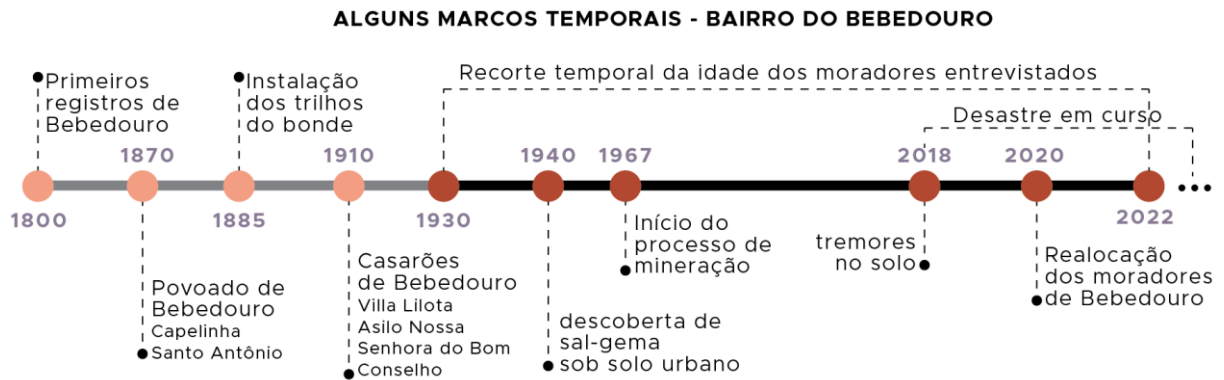 ALGUNS MARCOS TEMPORAIS - BAIRRO DO BEBEDOURO
Primeiros
registros de
Bebedouro
Instalação
dos trilhos
do bonde
Recorte temporal da idade dos moradores entrevistados
Desastre em curso
1870
1910
1940
1967
2018
2020
1800
1885
1930
2022
Povoado de
Bebedouro
Capelinha
Santo Antônio
Casarões
de Bebedouro
Villa Lilota
Asilo Nossa
Senhora do Bom
Conselho
descoberta de
sal-gema
sob solo urbano
Início do
processo de
mineração
tremores
no solo
Realocação
dos moradores
de Bebedouro